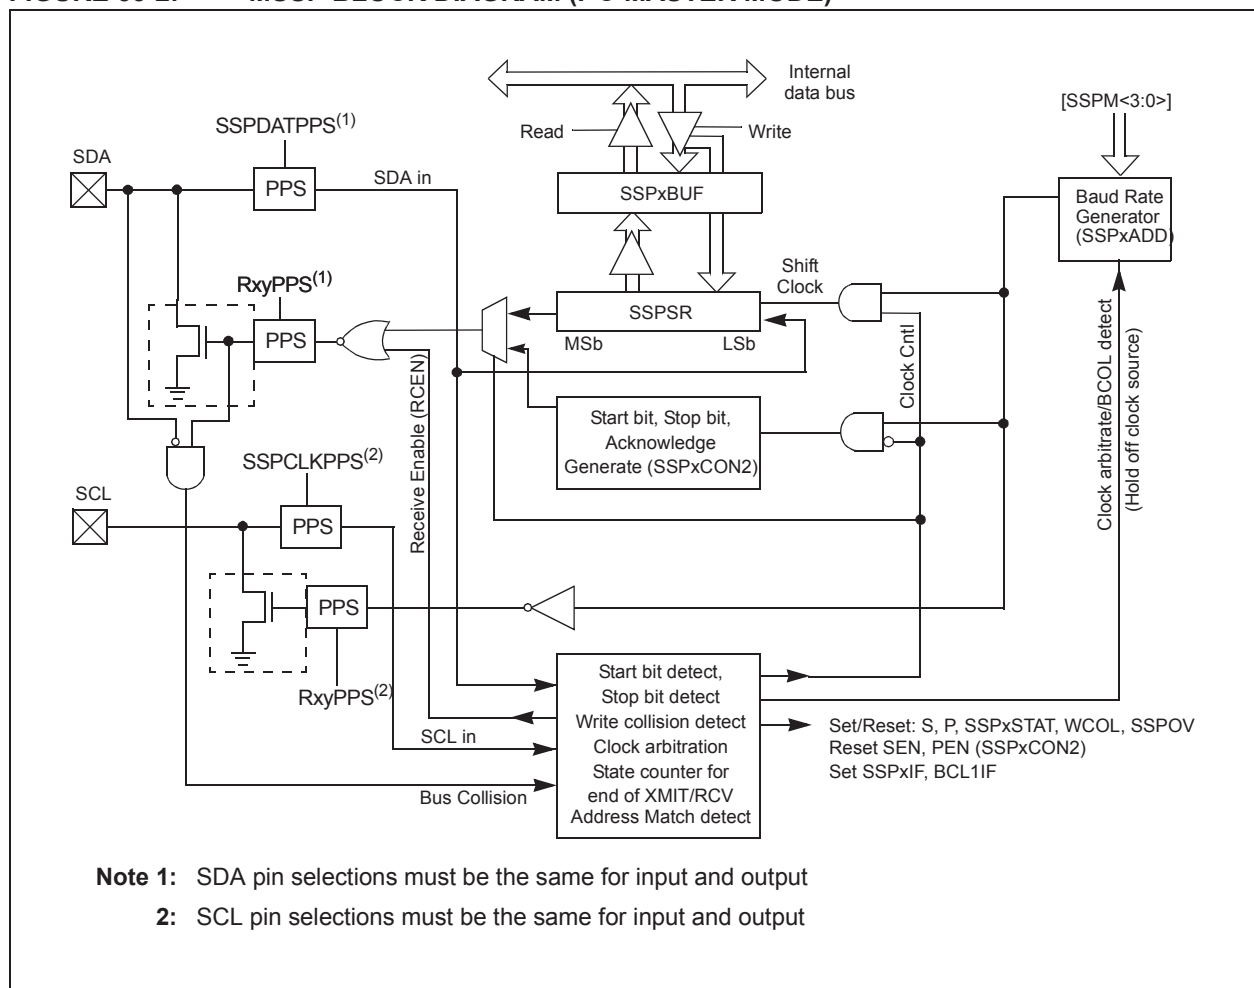 Internal
data bus
[SSPM<3:0>]
SSPDATPPS(1)
Read
Write
SDA
PPS
SDA in
SSPxBUF
Baud Rate
Generator
(SSPxADD)
Shift
Clock
RxyPPS(1)
PPS
SSPSR
MSb
LSb
Clock Cntl
Clock arbitrate/BCOL detect
(Hold off clock source)
Receive Enable (RCEN)
Start bit, Stop bit,
Acknowledge
Generate (SSPxCON2)
SSPCLKPPS(2)
SCL
PPS
PPS
RxyPPS(2)
Start bit detect,
Stop bit detect
Write collision detect
Clock arbitration
State counter for
end of XMIT/RCV
Address Match detect
SCL in
Bus Collision
Set/Reset: S, P, SSPxSTAT, WCOL, SSPOV
Reset SEN, PEN (SSPxCON2)
Set SSPxIF, BCL1IF
Note 1: SDA pin selections must be the same for input and output
2: SCL pin selections must be the same for input and output